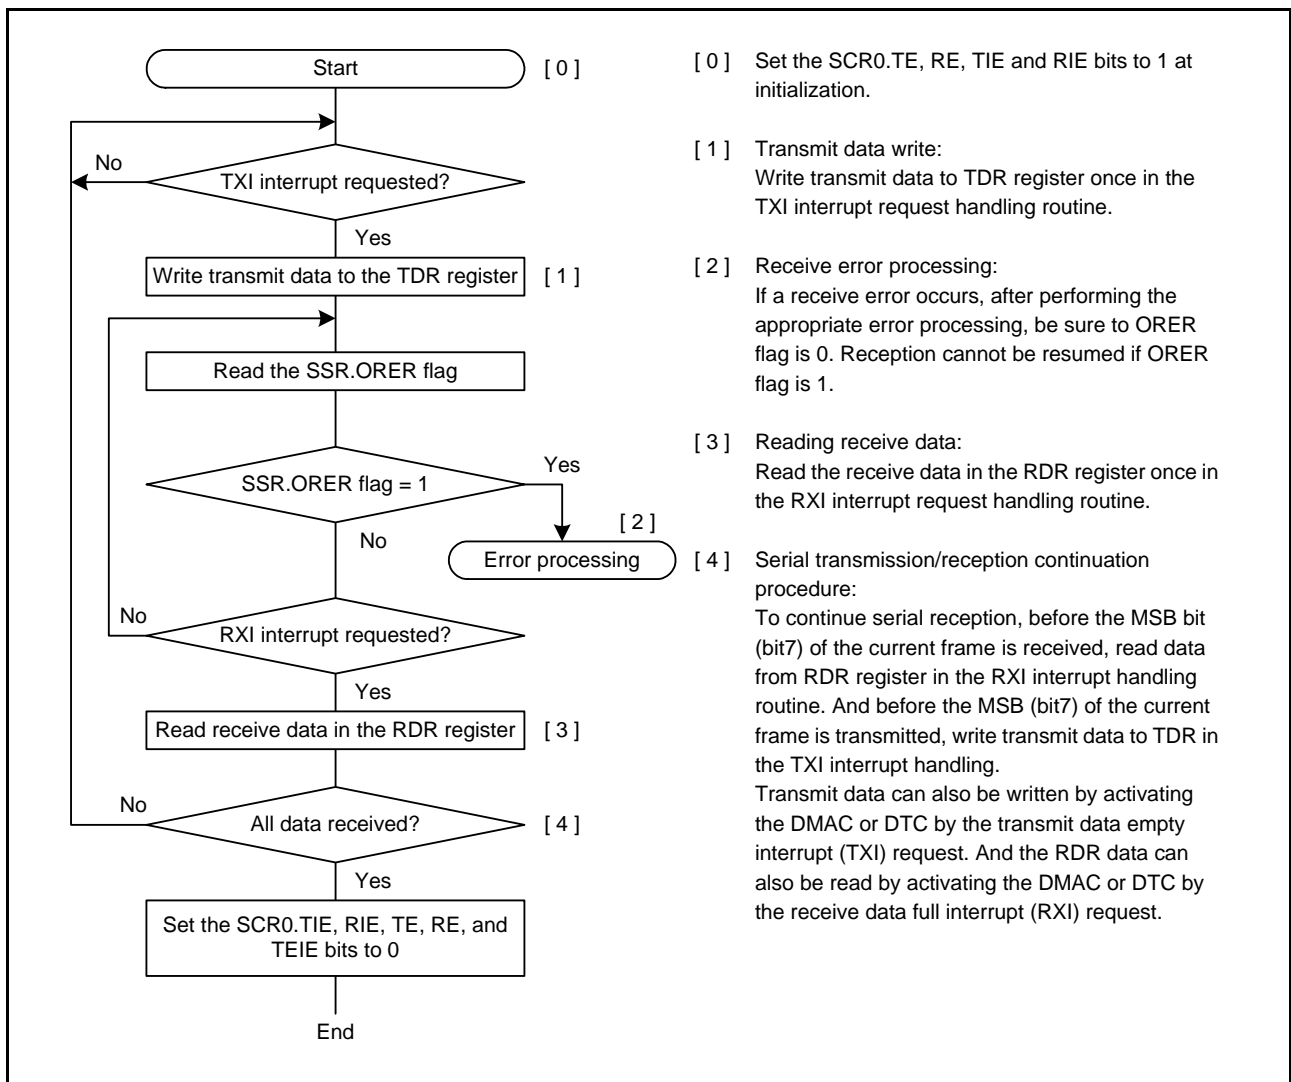 Start
[ 0 ]
No
TXI interrupt requested?
Yes
Write transmit data to the TDR register
[ 1 ]
Read the SSR.ORER flag
SSR.ORER flag = 1
Yes
[ 2 ]
No
Error processing
No
RXI interrupt requested?
Yes
Read receive data in the RDR register
[ 3 ]
No
All data received?
[ 4 ]
Yes
Set the SCR0.TIE, RIE, TE, RE, and
TEIE bits to 0
End
[ 0 ] Set the SCR0.TE, RE, TIE and RIE bits to 1 at
initialization.
[ 1 ] Transmit data write:
Write transmit data to TDR register once in the
TXI interrupt request handling routine.
[ 2 ] Receive error processing:
If a receive error occurs, after performing the
appropriate error processing, be sure to ORER
flag is 0. Reception cannot be resumed if ORER
flag is 1.
[ 3 ] Reading receive data:
Read the receive data in the RDR register once in
the RXI interrupt request handling routine.
[ 4 ] Serial transmission/reception continuation
procedure:
To continue serial reception, before the MSB bit
(bit7) of the current frame is received, read data
from RDR register in the RXI interrupt handling
routine. And before the MSB (bit7) of the current
frame is transmitted, write transmit data to TDR in
the TXI interrupt handling.
Transmit data can also be written by activating
the DMAC or DTC by the transmit data empty
interrupt (TXI) request. And the RDR data can
also be read by activating the DMAC or DTC by
the receive data full interrupt (RXI) request.